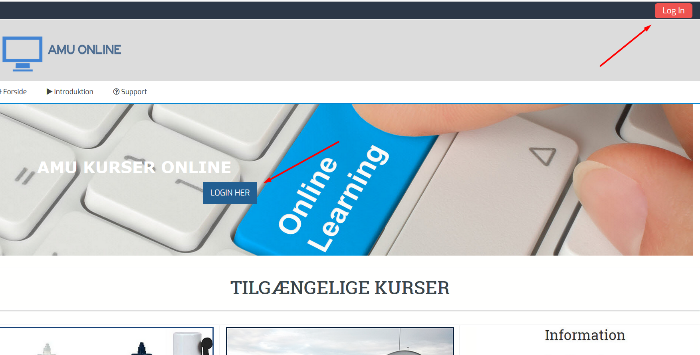 Log In
AMU ONLINE
Forside Introduktion Support
AMU KURSER ONLINE
LOGIN HER
Online
Learning
TILGÆNGELIGE KURSER
Information